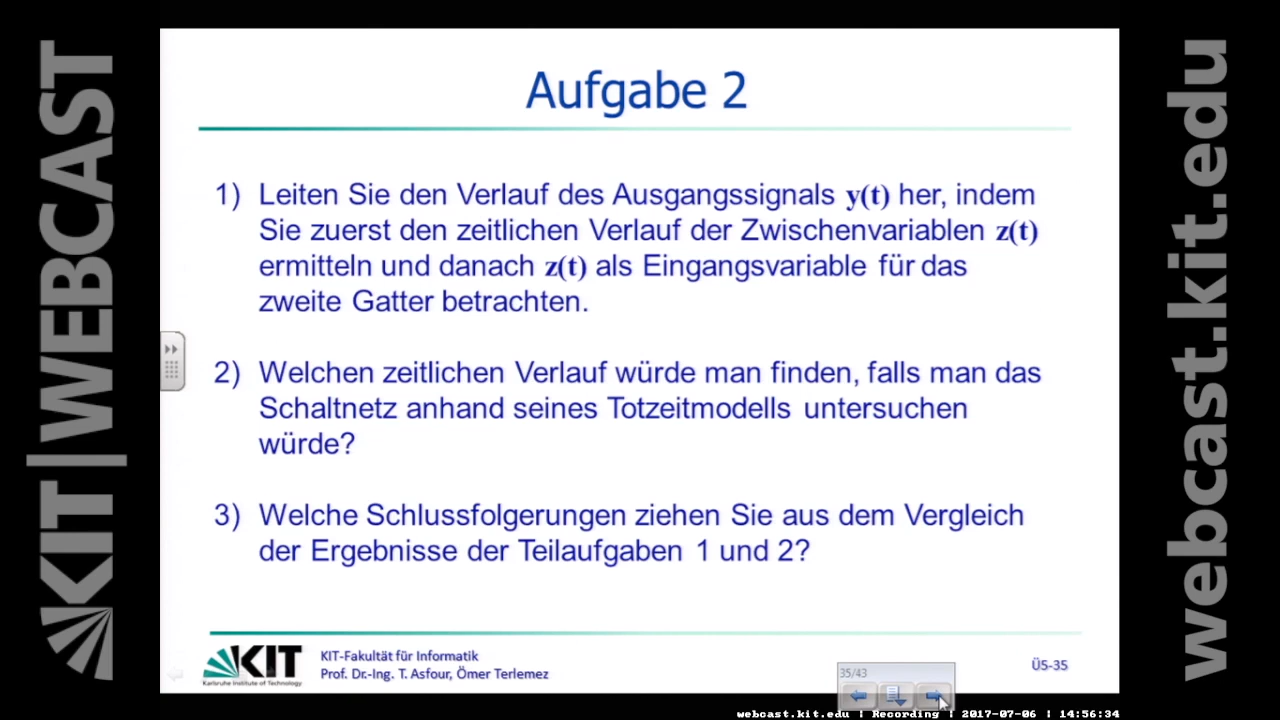 KIT|WEBCAST
Aufgabe 2
1) Leiten Sie den Verlauf des Ausgangssignals y(t) her, indem
Sie zuerst den zeitlichen Verlauf der Zwischenvariablen z(t)
ermitteln und danach z(t) als Eingangsvariable für das
zweite Gatter betrachten.
2) Welchen zeitlichen Verlauf würde man finden, falls man das
Schaltnetz anhand seines Totzeitmodells untersuchen
würde?
3) Welche Schlussfolgerungen ziehen Sie aus dem Vergleich
der Ergebnisse der Teilaufgaben 1 und 2?
KIT
Karlsruhe Institute of Technology
KIT-Fakultät für Informatik
Prof. Dr.-Ing. T. Asfour, Ömer Terlemez
35/43
Ü5-35
webcast.kit.edu | Recording | 2017-07-06 | 14:56:34
webcast.kit.edu